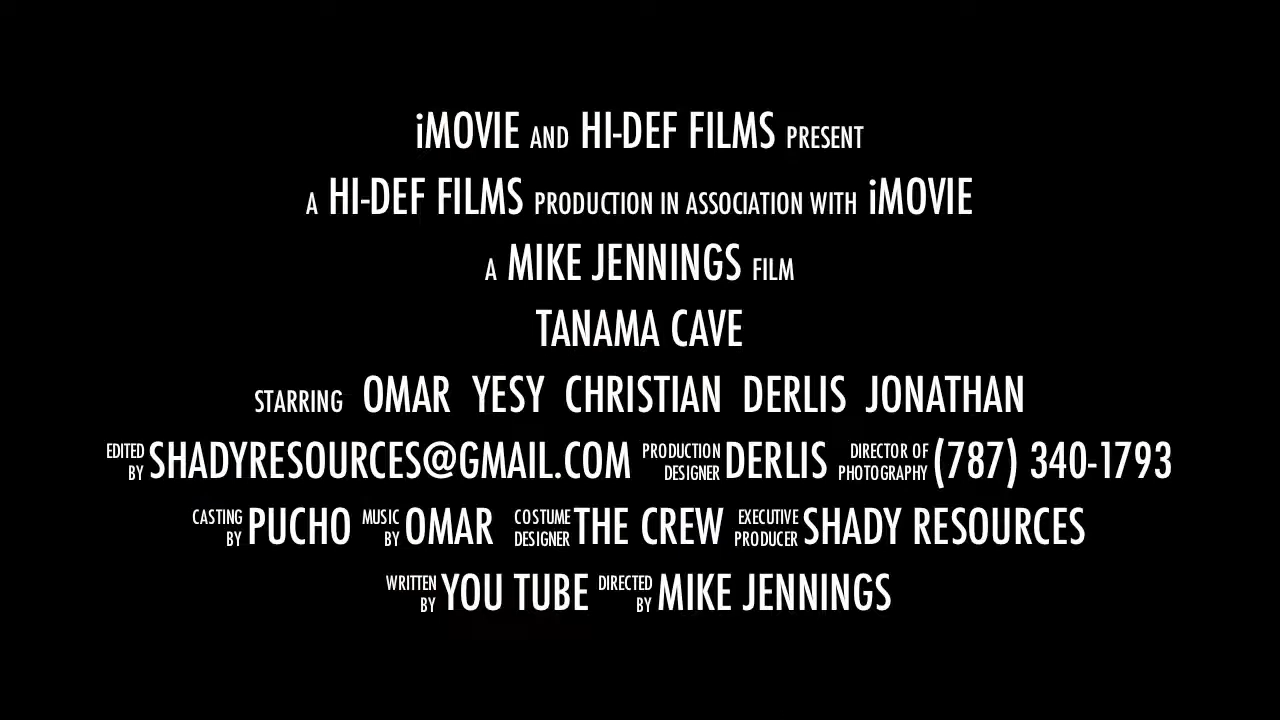 iMOVIE AND HI-DEF FILMS PRESENT
A HI-DEF FILMS PRODUCTION IN ASSOCIATION WITH iMOVIE
A MIKE JENNINGS FILM
TANAMA CAVE
STARRING OMAR YESY CHRISTIAN DERLIS JONATHAN
EDITED BY SHADYRESOURCES@GMAIL.COM PRODUCTION DESIGNER DERLIS DIRECTOR OF PHOTOGRAPHY (787) 340-1793
CASTING BY PUCHO MUSIC BY OMAR COSTUME DESIGNER THE CREW EXECUTIVE PRODUCER SHADY RESOURCES
WRITTEN BY YOU TUBE DIRECTED BY MIKE JENNINGS